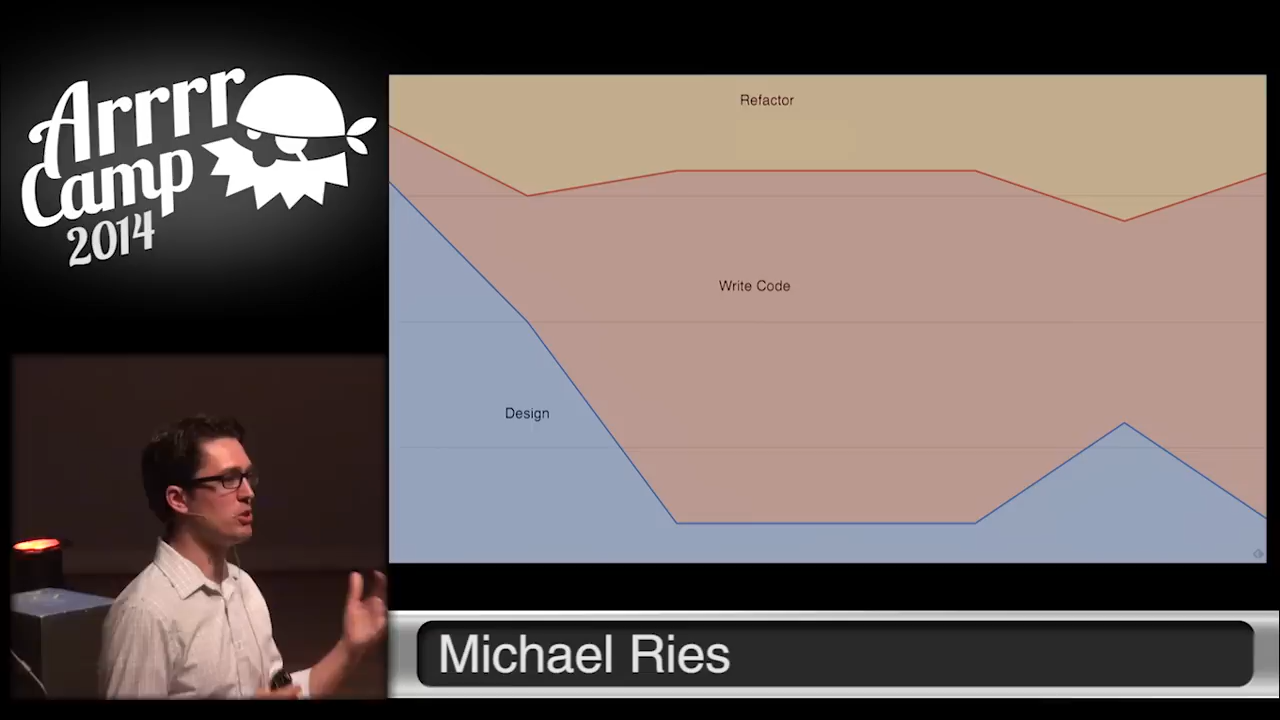 Arrrr
Camp
2014
Refactor
Write Code
Design
Michael Ries